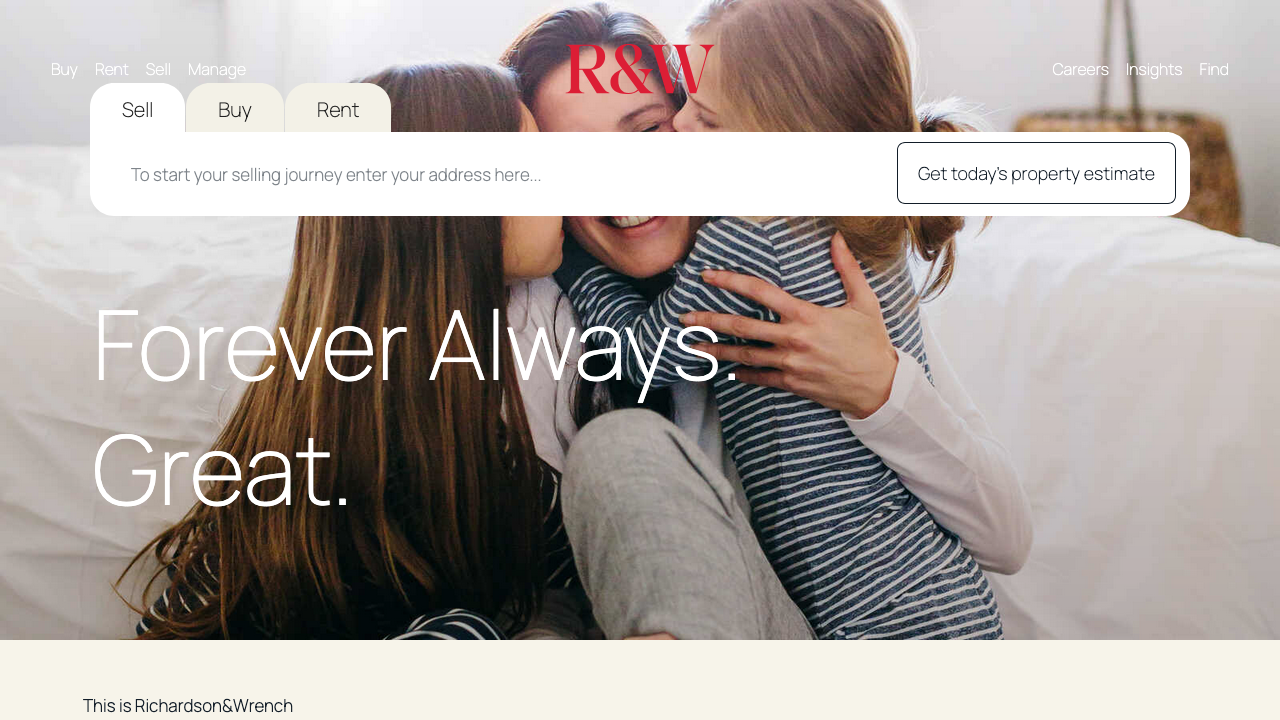 Buy Rent Sell Manage
R&W
Careers Insights Find
Sell Buy Rent
To start your selling journey enter your address here...
Get today's property estimate
Forever Always.
Great.
This is Richardson&Wrench